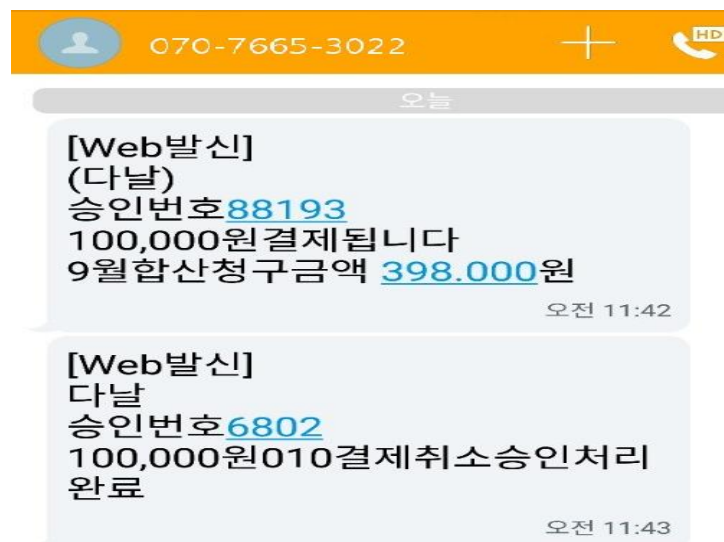 070-7665-3022
HD
오늘
[Web발신]
(다날)
승인번호88193
100,000원결제됩니다
9월합산청구금액 398.000원
오전 11:42
[Web발신]
다날
승인번호6802
100,000원010결제취소승인처리
완료
오전 11:43